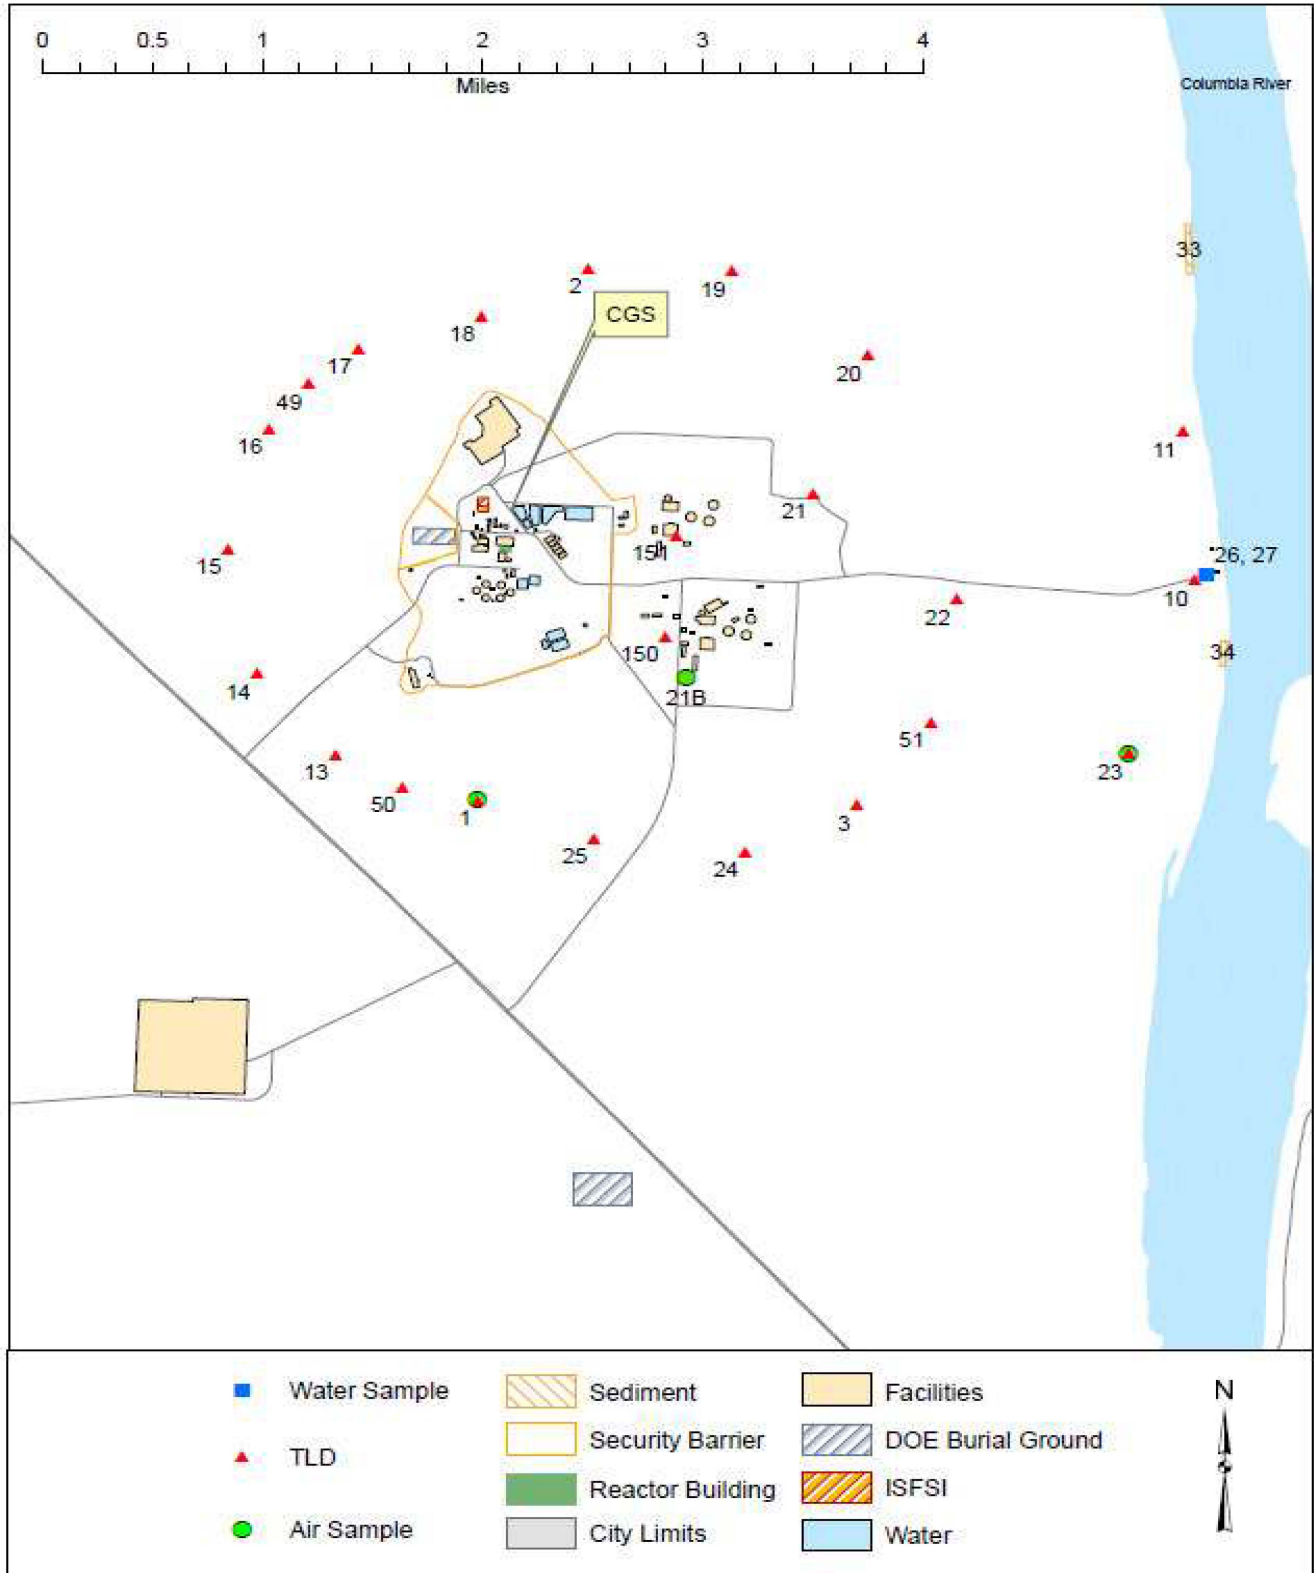 0 0.5 1 2 3 4
Miles
Columbia River
33
2
19
CGS
18
17
20
49
16
11
21
151
15
26, 27
10
22
150
34
14
21B
51
13
23
50
1
3
25
24
Water Sample
TLD
Air Sample
Sediment
Security Barrier
Reactor Building
City Limits
Facilities
DOE Burial Ground
ISFSI
Water
N